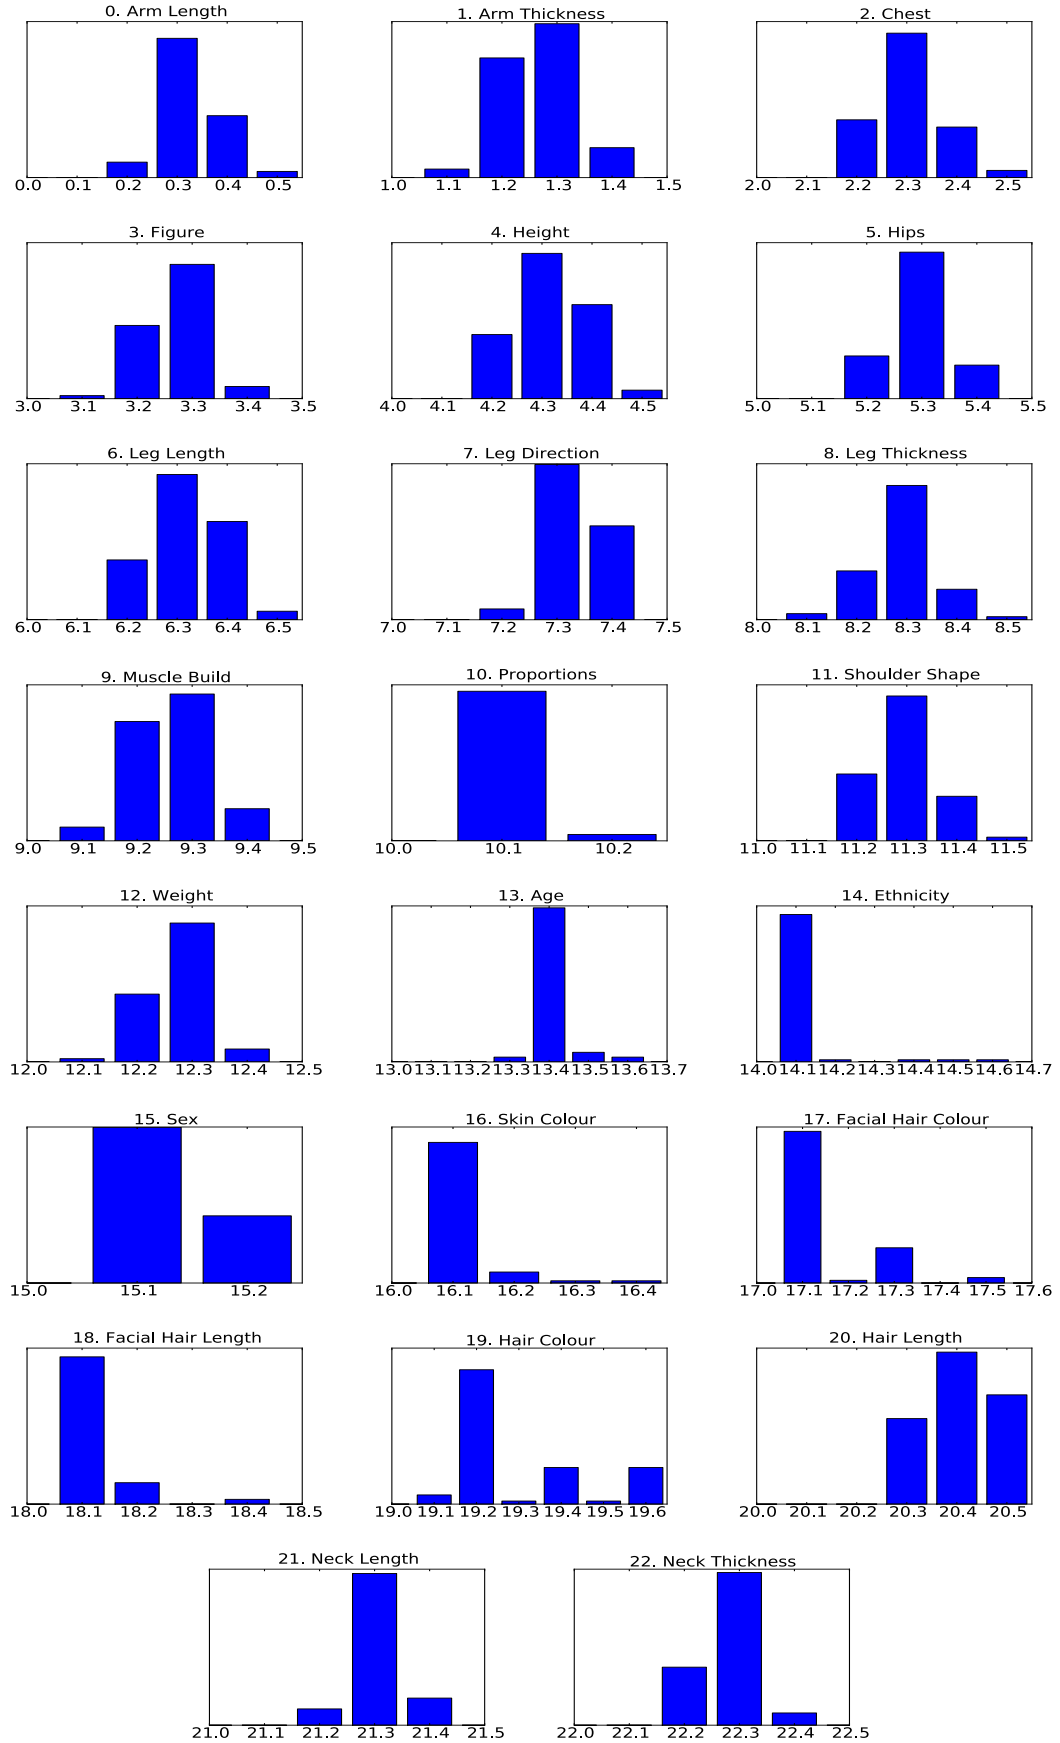 0. Arm Length
0.0 0.1 0.2 0.3 0.4 0.5
1. Arm Thickness
1.0 1.1 1.2 1.3 1.4 1.5
2. Chest
2.0 2.1 2.2 2.3 2.4 2.5
3. Figure
3.0 3.1 3.2 3.3 3.4 3.5
4. Height
4.0 4.1 4.2 4.3 4.4 4.5
5. Hips
5.0 5.1 5.2 5.3 5.4 5.5
6. Leg Length
6.0 6.1 6.2 6.3 6.4 6.5
7. Leg Direction
7.0 7.1 7.2 7.3 7.4 7.5
8. Leg Thickness
8.0 8.1 8.2 8.3 8.4 8.5
9. Muscle Build
9.0 9.1 9.2 9.3 9.4 9.5
10. Proportions
10.0 10.1 10.2
11. Shoulder Shape
11.0 11.1 11.2 11.3 11.4 11.5
12. Weight
12.0 12.1 12.2 12.3 12.4 12.5
13. Age
13.0 13.1 13.2 13.3 13.4 13.5 13.6 13.7
14. Ethnicity
14.0 14.1 14.2 14.3 14.4 14.5 14.6 14.7
15. Sex
15.0 15.1 15.2
16. Skin Colour
16.0 16.1 16.2 16.3 16.4
17. Facial Hair Colour
17.0 17.1 17.2 17.3 17.4 17.5 17.6
18. Facial Hair Length
18.0 18.1 18.2 18.3 18.4 18.5
19. Hair Colour
19.0 19.1 19.2 19.3 19.4 19.5 19.6
20. Hair Length
20.0 20.1 20.2 20.3 20.4 20.5
21. Neck Length
21.0 21.1 21.2 21.3 21.4 21.5
22. Neck Thickness
22.0 22.1 22.2 22.3 22.4 22.5